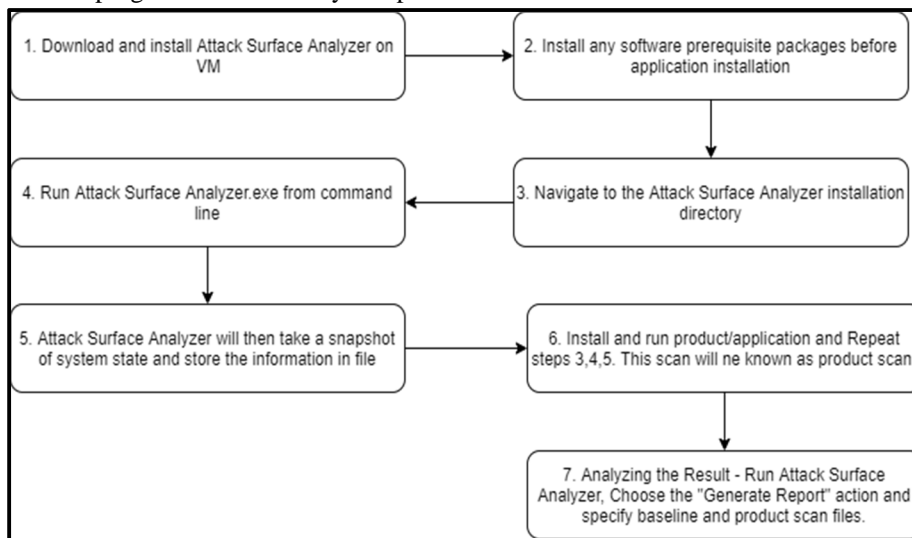 1. Download and install Attack Surface Analyzer on
VM
2. Install any software prerequisite packages before
application installation
3. Navigate to the Attack Surface Analyzer installation
directory
4. Run Attack Surface Analyzer.exe from command
line
5. Attack Surface Analyzer will then take a snapshot
of system state and store the information in file
6. Install and run product/application and Repeat
steps 3,4,5. This scan will ne known as product scan
7. Analyzing the Result - Run Attack Surface
Analyzer, Choose the "Generate Report" action and
specify baseline and product scan files.